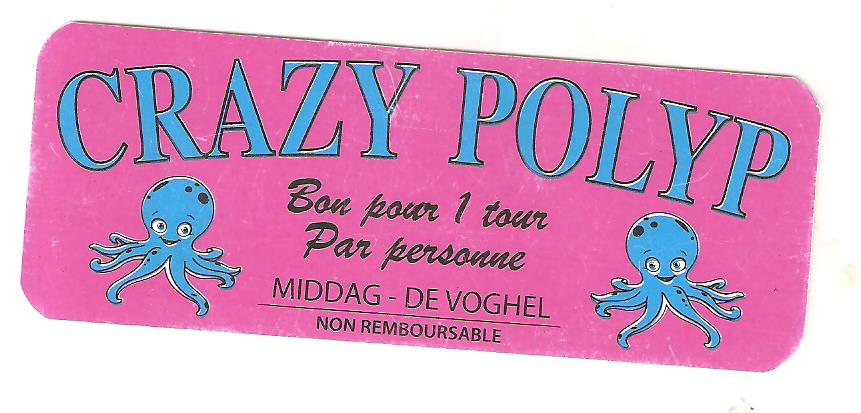 CRAZY POLYP
Bon pour 1 tour
Par personne
MIDDAG - DE VOGHEL
NON REMBOURSABLE